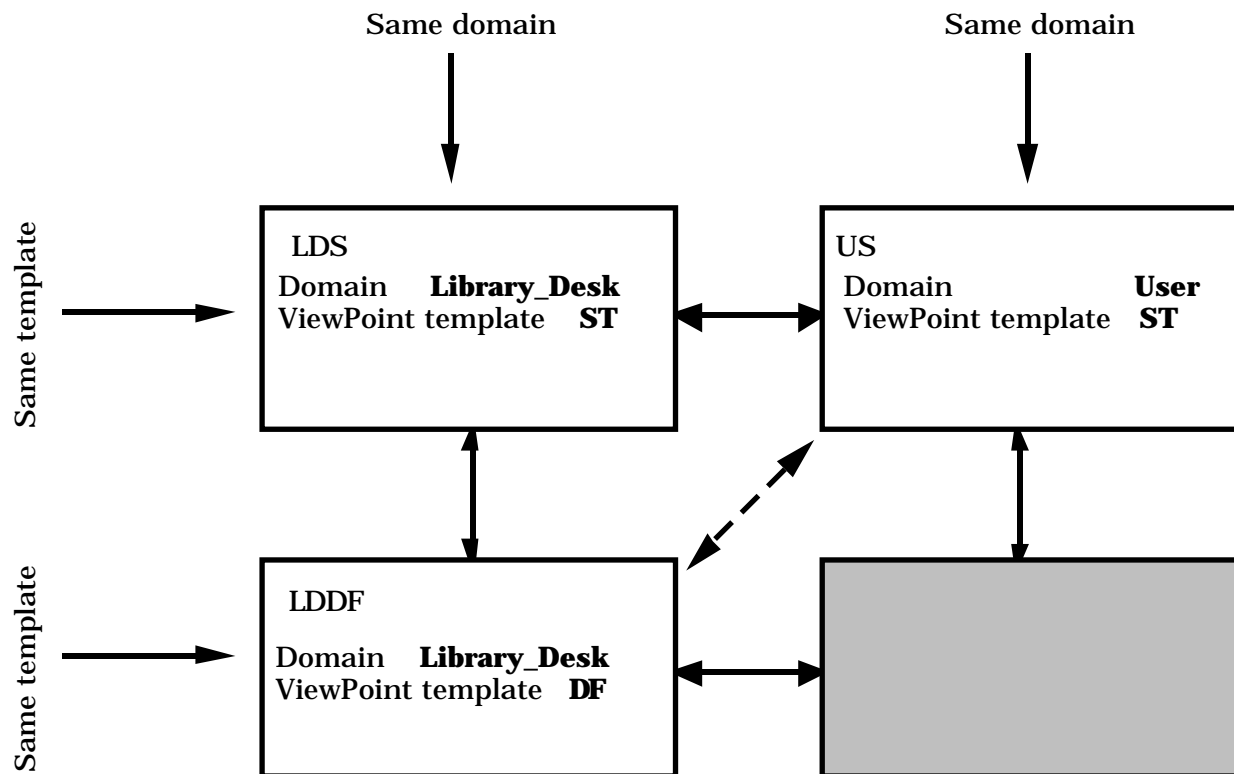 Same domain
Same domain
Same template
LDS
Domain Library_Desk
ViewPoint template ST
US
Domain User
ViewPoint template ST
Same template
LDDF
Domain Library_Desk
ViewPoint template DF